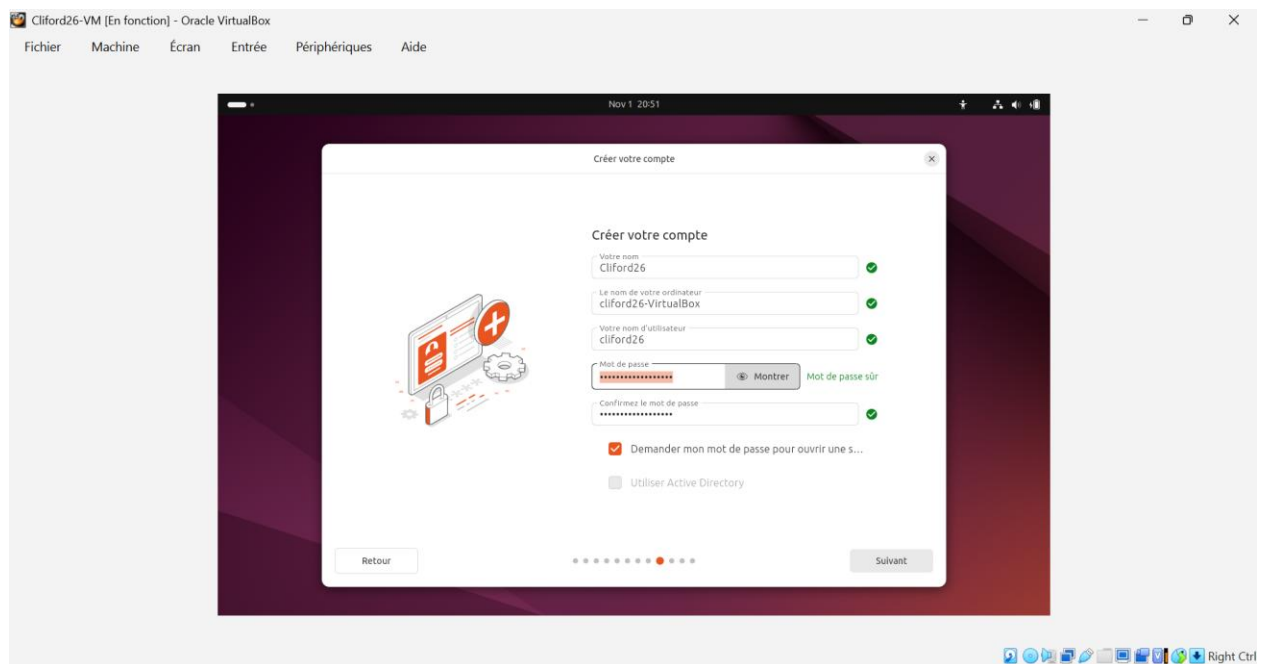 Cliford26-VM [En fonction] - Oracle VirtualBox
Fichier Machine Écran Entrée Périphériques Aide
Nov 1 20:51
Créer votre compte
Créer votre compte
Votre nom
Cliford26
Le nom de votre ordinateur
cliford26-VirtualBox
Votre nom d'utilisateur
cliford26
Mot de passe
••••••••••••••••• Montrer Mot de passe sûr
Confirmez le mot de passe
•••••••••••••••••
Demander mon mot de passe pour ouvrir une s...
Utiliser Active Directory
Retour Suivant
Right Ctrl